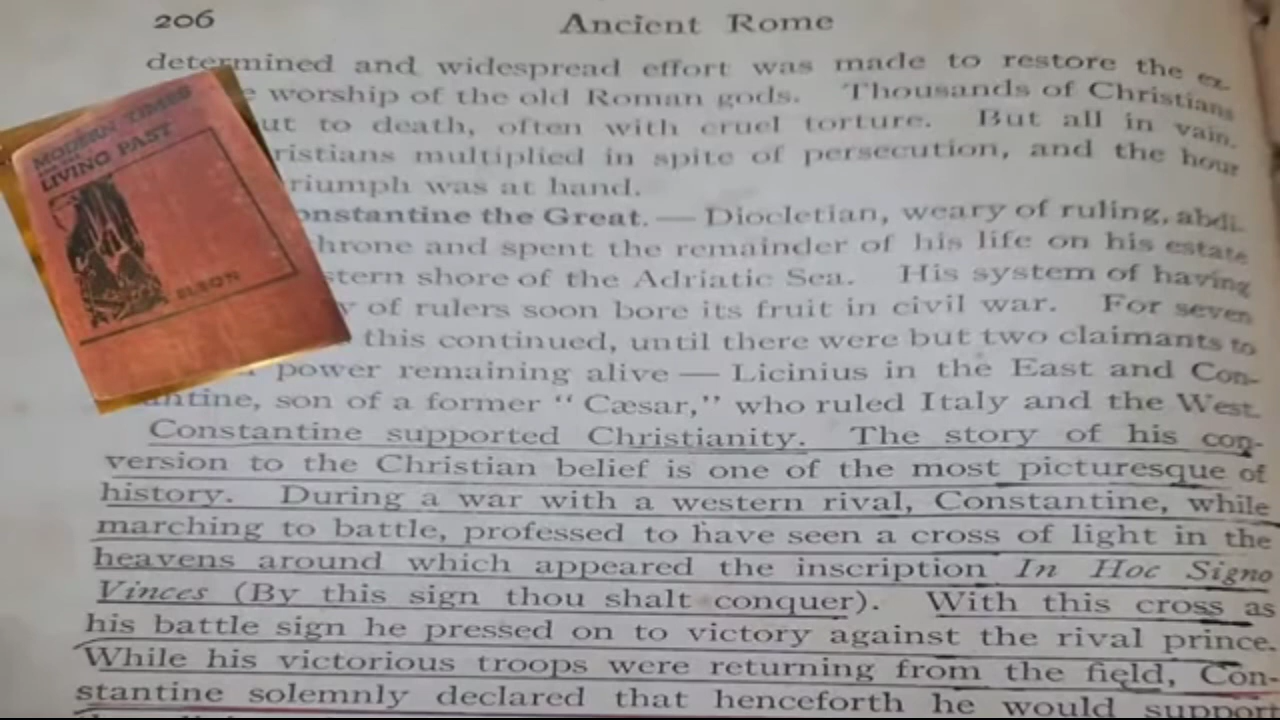 206 Ancient Rome
determined and widespread effort was made to restore the ex-
worship of the old Roman gods. Thousands of Christians
ut to death, often with cruel torture. But all in vain.
ristians multiplied in spite of persecution, and the hour
riumph was at hand.
onstantine the Great. — Diocletian, weary of ruling, abdi-
hrone and spent the remainder of his life on his estate
stern shore of the Adriatic Sea. His system of having
y of rulers soon bore its fruit in civil war. For seven
this continued, until there were but two claimants to
power remaining alive — Licinius in the East and Con-
antine, son of a former "Cæsar," who ruled Italy and the West.
Constantine supported Christianity. The story of his con-
version to the Christian belief is one of the most picturesque of
history. During a war with a western rival, Constantine, while
marching to battle, professed to have seen a cross of light in the
heavens around which appeared the inscription In Hoc Signo
Vinces (By this sign thou shalt conquer). With this cross as
his battle sign he pressed on to victory against the rival prince.
While his victorious troops were returning from the field, Con-
stantine solemnly declared that henceforth he would support
MODERN TIMES
LIVING PAST
ELSON